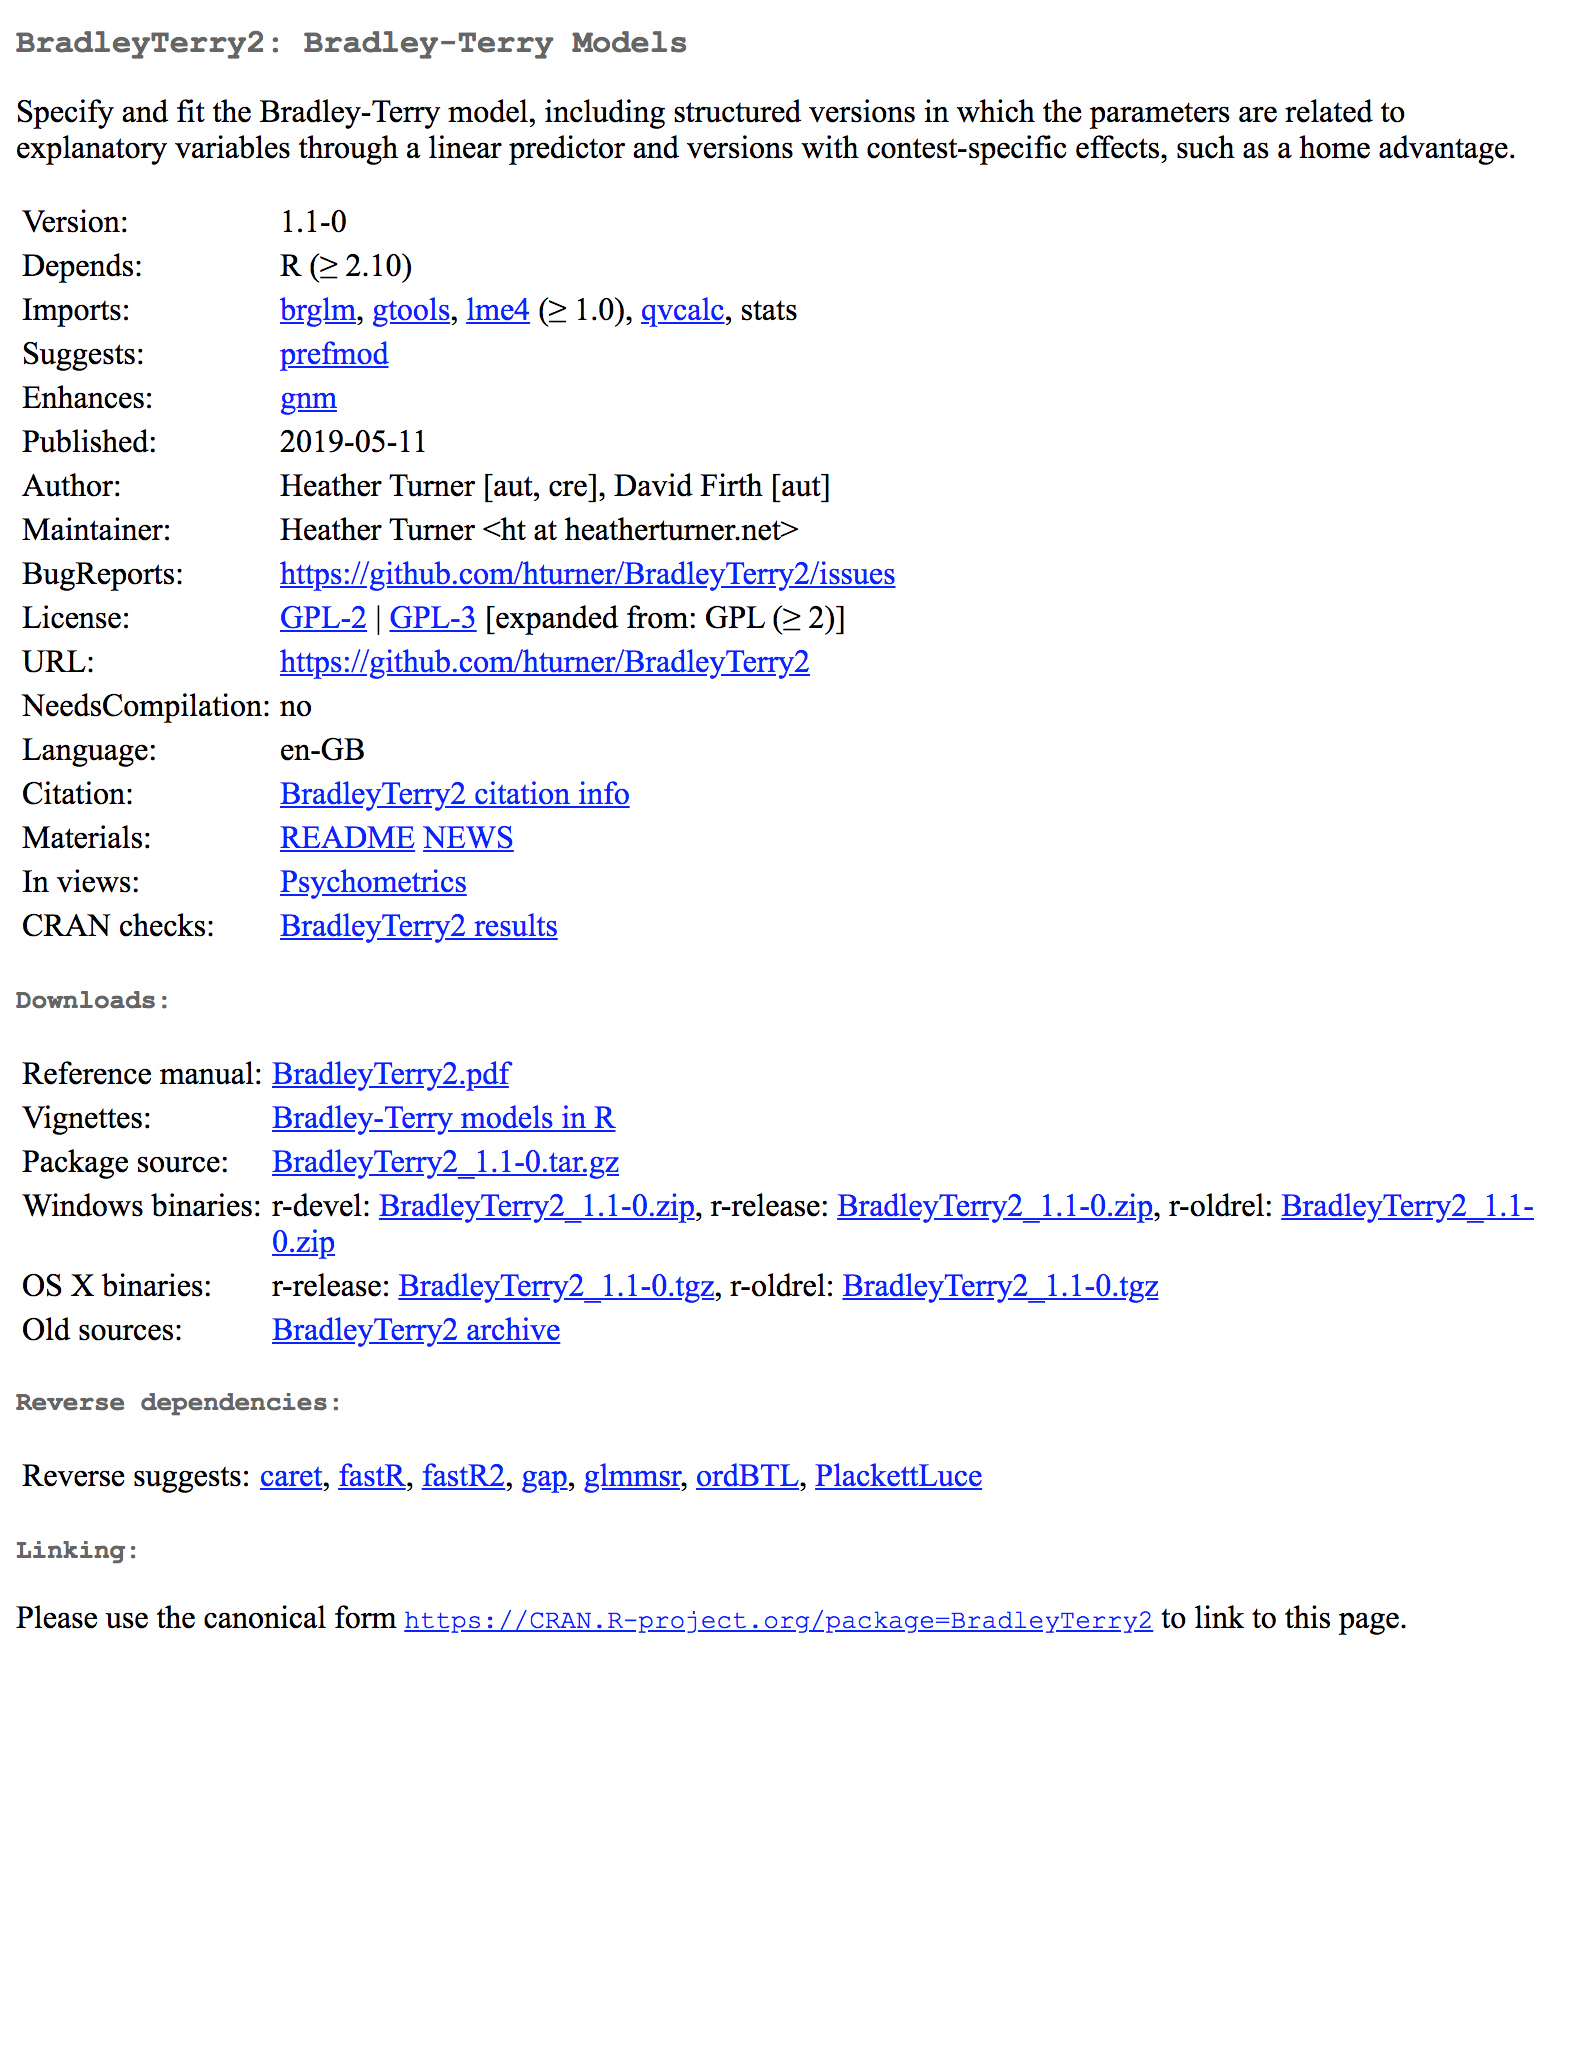 BradleyTerry2: Bradley-Terry Models
Specify and fit the Bradley-Terry model, including structured versions in which the parameters are related to
explanatory variables through a linear predictor and versions with contest-specific effects, such as a home advantage.
Version: 1.1-0
Depends: R (≥ 2.10)
Imports: brglm, gtools, lme4 (≥ 1.0), qvcalc, stats
Suggests: prefmod
Enhances: gnm
Published: 2019-05-11
Author: Heather Turner [aut, cre], David Firth [aut]
Maintainer: Heather Turner <ht at heatherturner.net>
BugReports: https://github.com/hturner/BradleyTerry2/issues
License: GPL-2 | GPL-3 [expanded from: GPL (≥ 2)]
URL: https://github.com/hturner/BradleyTerry2
NeedsCompilation: no
Language: en-GB
Citation: BradleyTerry2 citation info
Materials: README NEWS
In views: Psychometrics
CRAN checks: BradleyTerry2 results
Downloads:
Reference manual: BradleyTerry2.pdf
Vignettes: Bradley-Terry models in R
Package source: BradleyTerry2_1.1-0.tar.gz
Windows binaries: r-devel: BradleyTerry2_1.1-0.zip, r-release: BradleyTerry2_1.1-0.zip, r-oldrel: BradleyTerry2_1.1-
0.zip
OS X binaries: r-release: BradleyTerry2_1.1-0.tgz, r-oldrel: BradleyTerry2_1.1-0.tgz
Old sources: BradleyTerry2 archive
Reverse dependencies:
Reverse suggests: caret, fastR, fastR2, gap, glmmsr, ordBTL, PlackettLuce
Linking:
Please use the canonical form https://CRAN.R-project.org/package=BradleyTerry2 to link to this page.